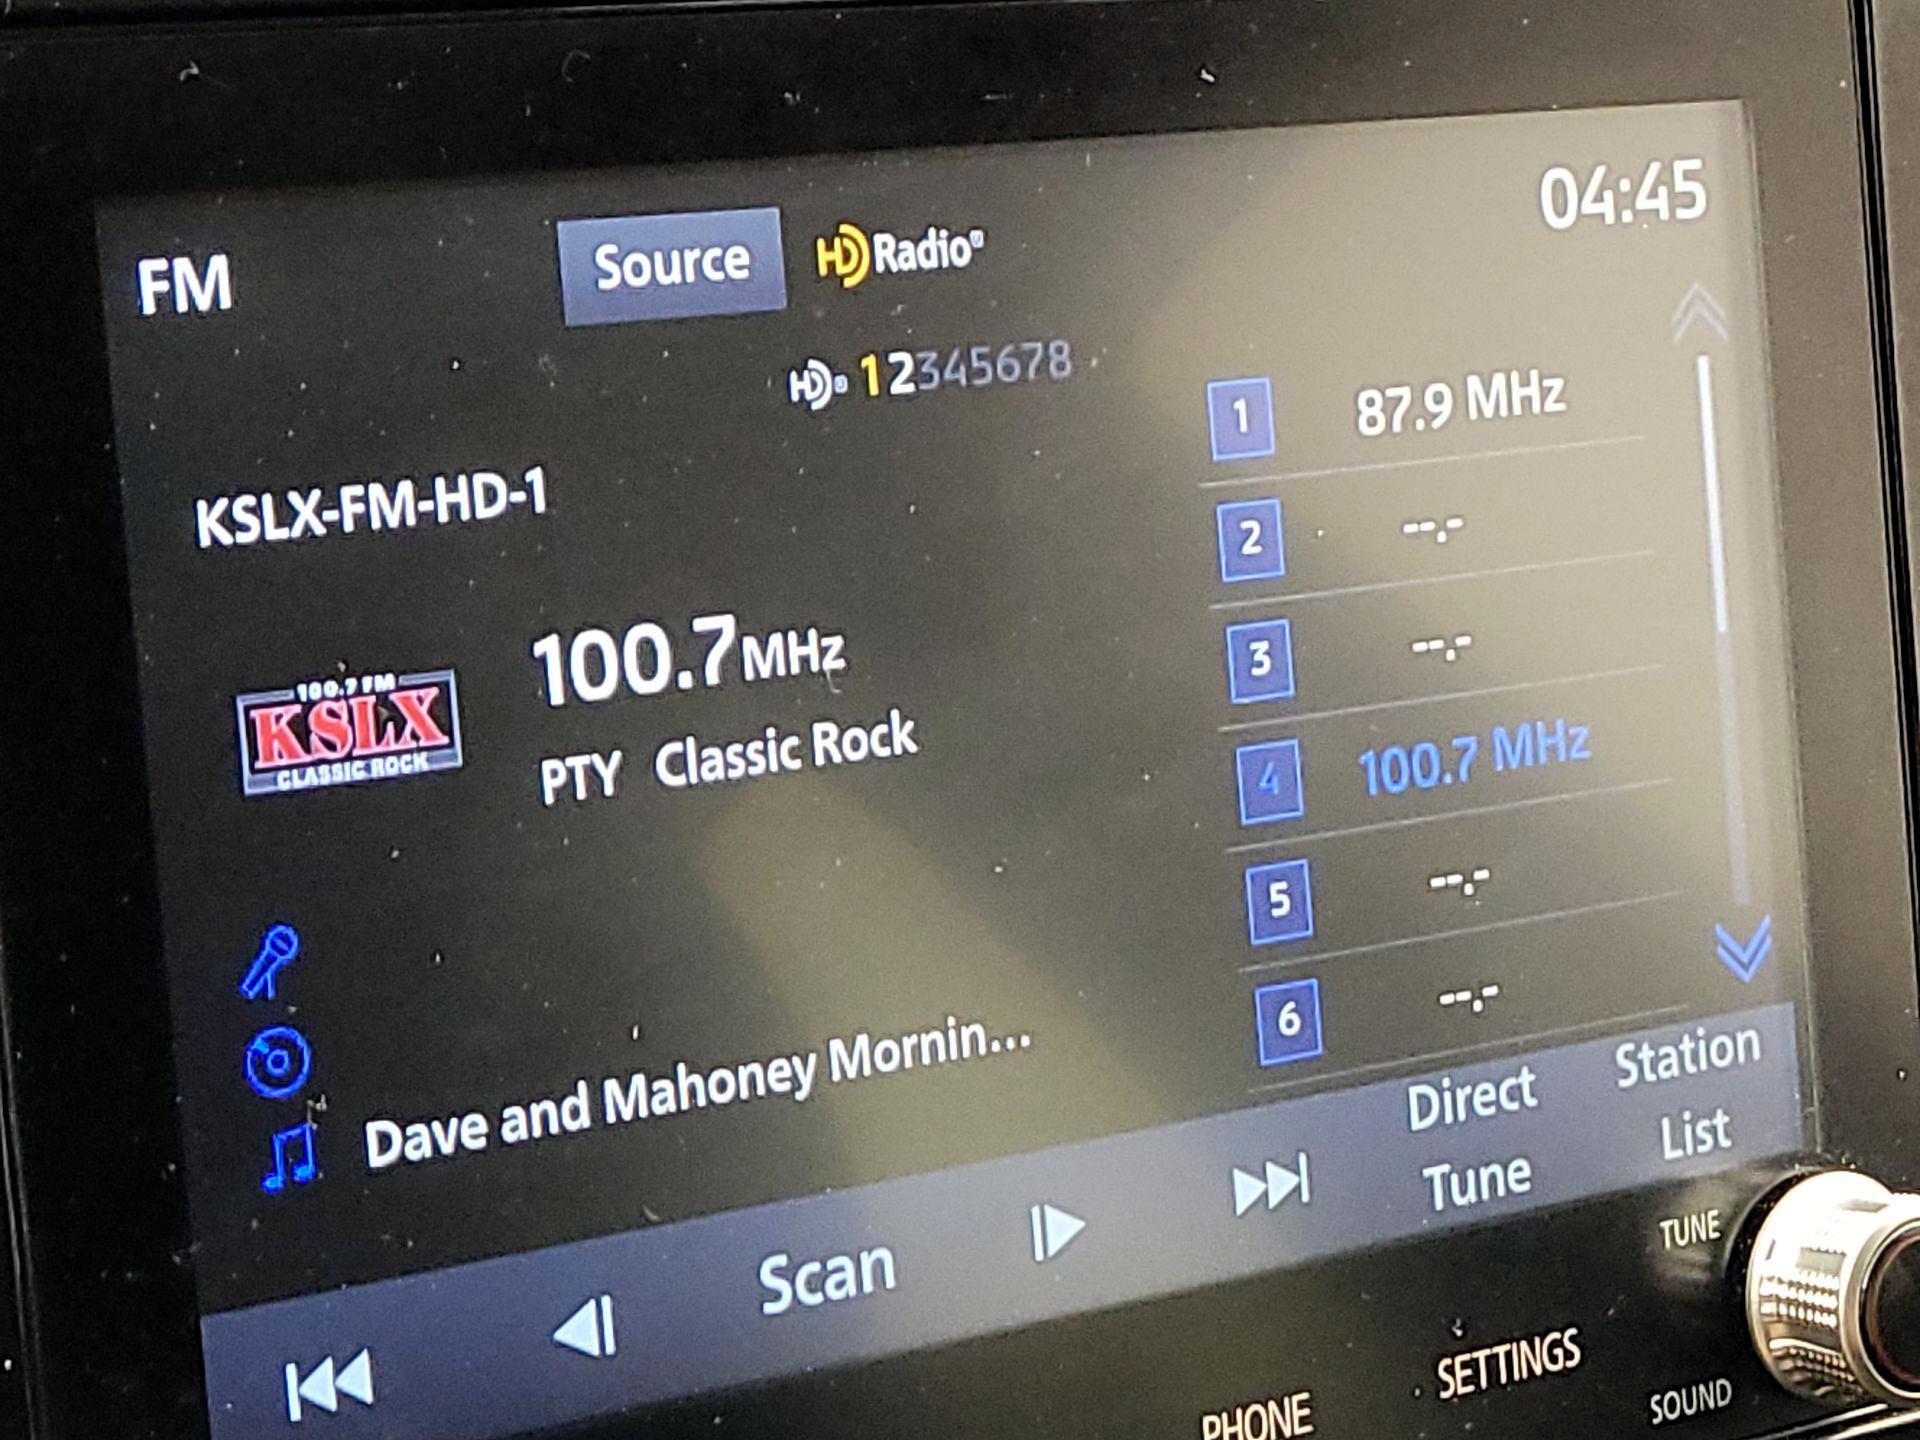 04:45
FM
Source
HD Radio®
HD 12345678
KSLX-FM-HD-1
100.7 FM
KSLX
CLASSIC ROCK
100.7MHz
PTY Classic Rock
Dave and Mahoney Mornin...
1 87.9 MHz
2 --.-
3 --.-
4 100.7 MHz
5 --.-
6 --.-
Scan
Direct
Tune
Station
List
TUNE
SETTINGS
SOUND
PHONE